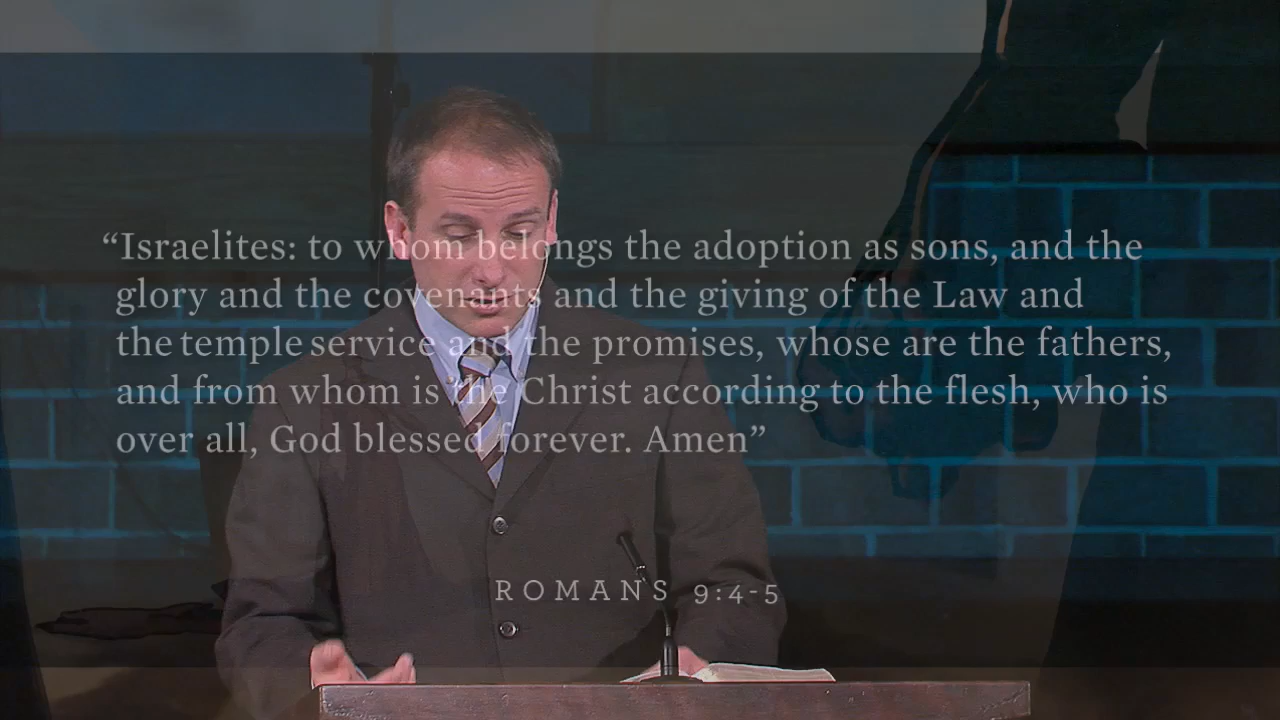 “Israelites: to whom belongs the adoption as sons, and the
glory and the covenants and the giving of the Law and
the temple service and the promises, whose are the fathers,
and from whom is the Christ according to the flesh, who is
over all, God blessed forever. Amen”
ROMANS 9:4-5